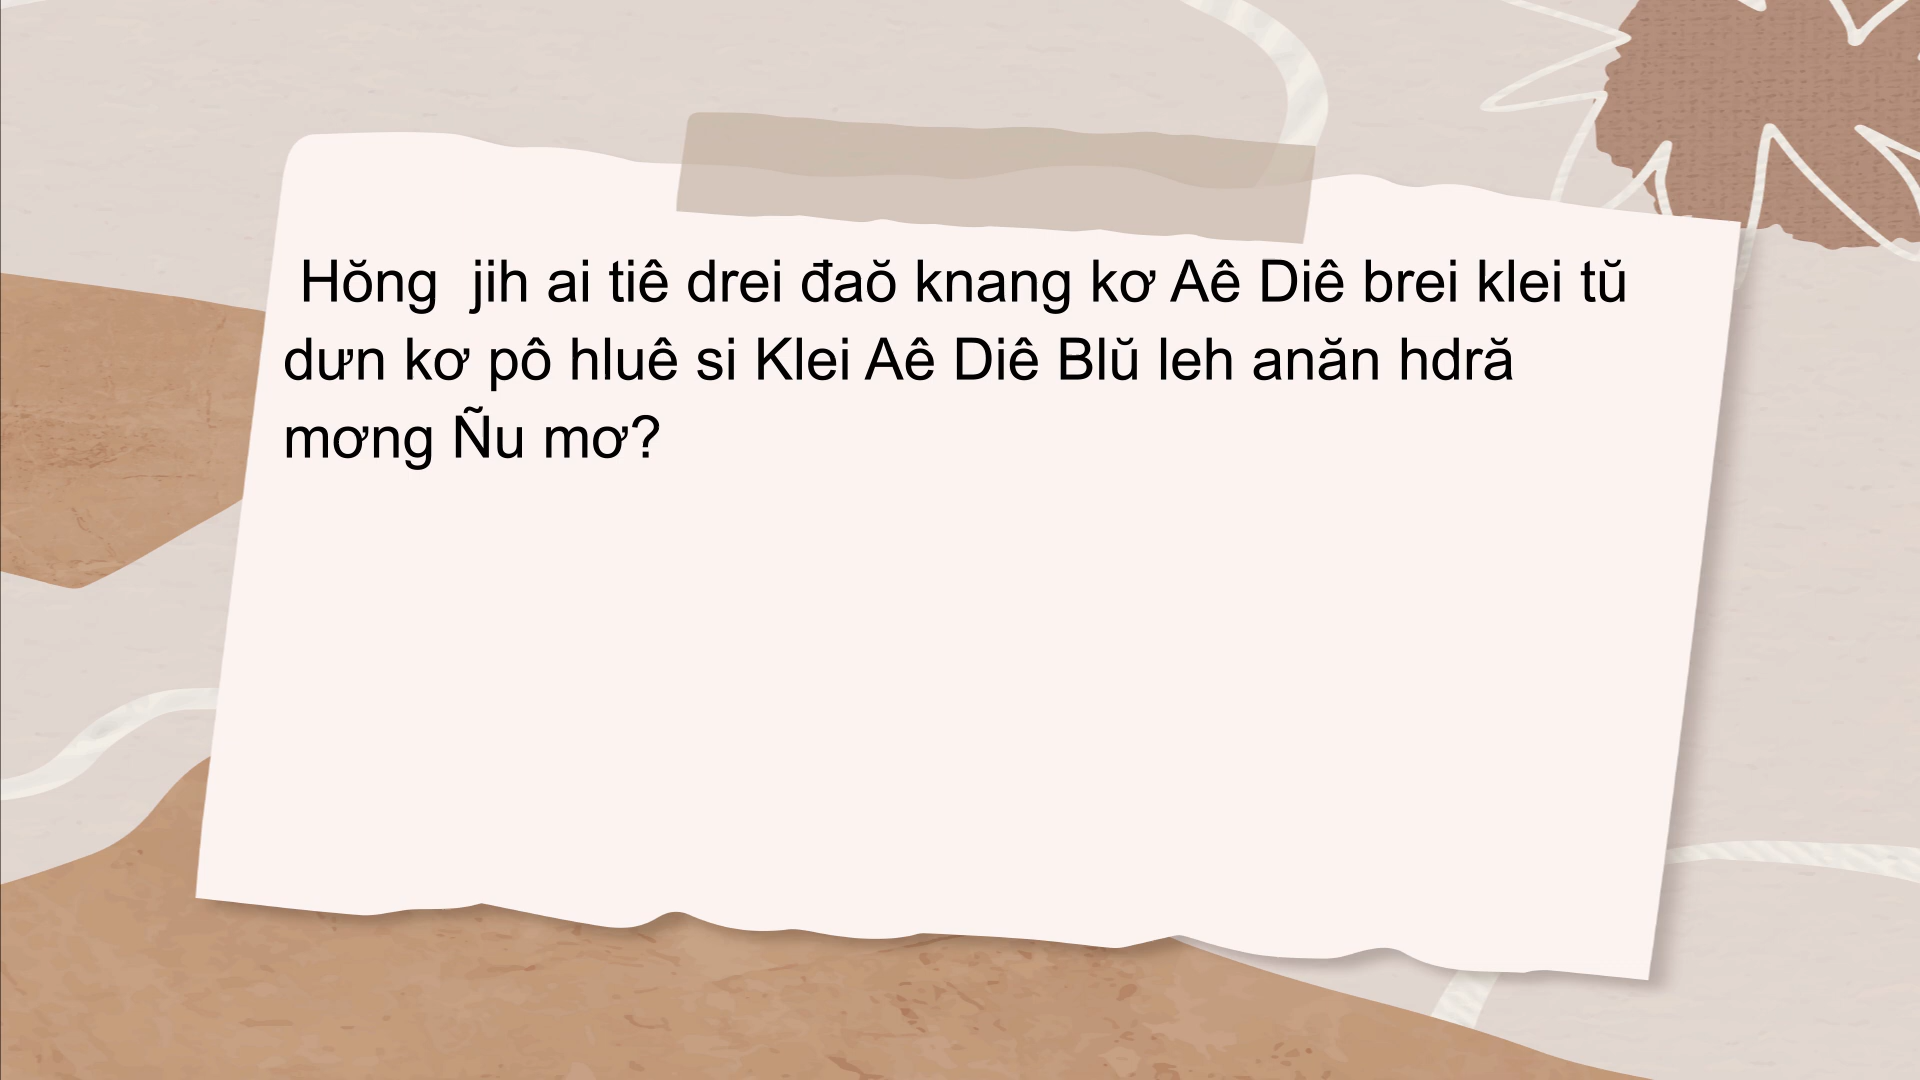 Hŏng  jih ai tiê drei đaŏ knang kơ Aê Diê brei klei tŭ
dưn kơ pô hluê si Klei Aê Diê Blŭ leh anăn hdră
mơng Ñu mơ?